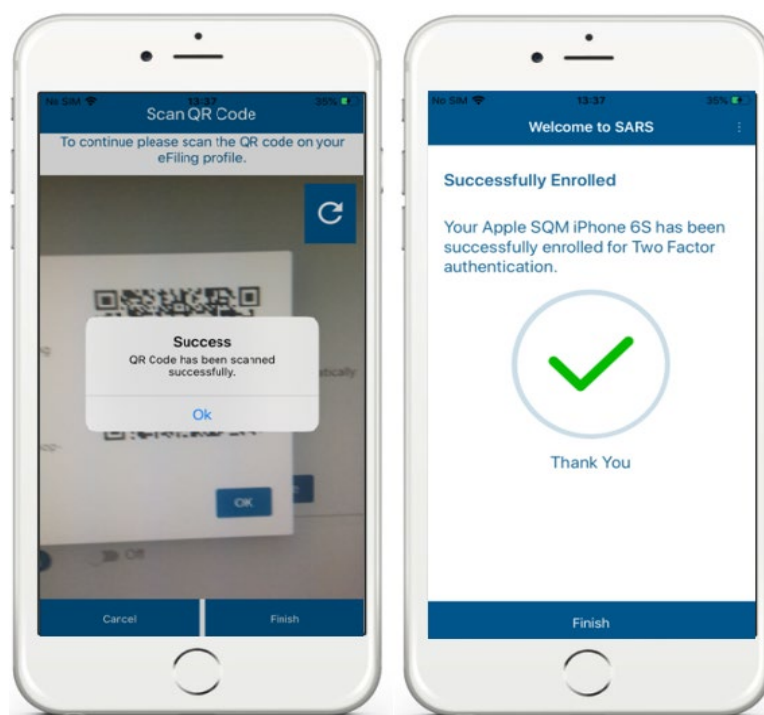 No SIM 13:37 35%
Scan QR Code
To continue please scan the QR code on your
eFiling profile.
Success
QR Code has been scanned
successfully.
Ok
OK
Off
Cancel Finish
No SIM 13:37 35%
Welcome to SARS
Successfully Enrolled
Your Apple SQM iPhone 6S has been
successfully enrolled for Two Factor
authentication.
Thank You
Finish